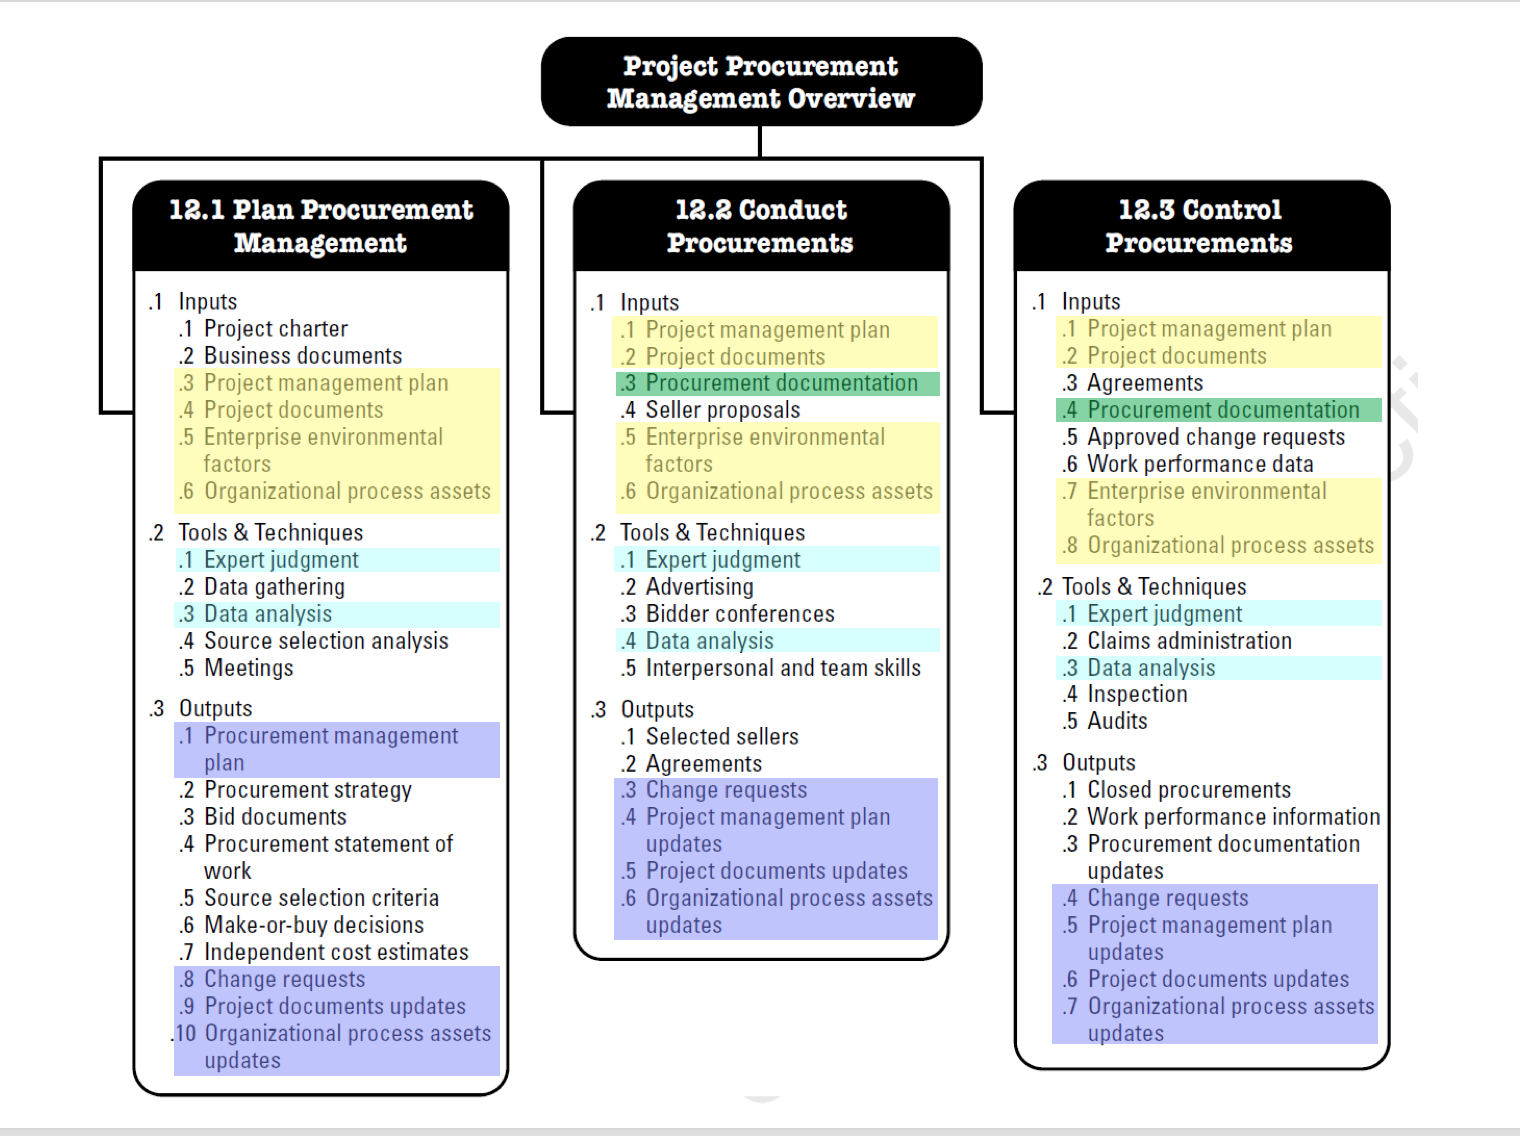 Project Procurement
Management Overview
12.1 Plan Procurement
Management
.1 Inputs
.1 Project charter
.2 Business documents
.3 Project management plan
.4 Project documents
.5 Enterprise environmental
factors
.6 Organizational process assets
.2 Tools & Techniques
.1 Expert judgment
.2 Data gathering
.3 Data analysis
.4 Source selection analysis
.5 Meetings
.3 Outputs
.1 Procurement management
plan
.2 Procurement strategy
.3 Bid documents
.4 Procurement statement of
work
.5 Source selection criteria
.6 Make-or-buy decisions
.7 Independent cost estimates
.8 Change requests
.9 Project documents updates
.10 Organizational process assets
updates
12.2 Conduct
Procurements
.1 Inputs
.1 Project management plan
.2 Project documents
.3 Procurement documentation
.4 Seller proposals
.5 Enterprise environmental
factors
.6 Organizational process assets
.2 Tools & Techniques
.1 Expert judgment
.2 Advertising
.3 Bidder conferences
.4 Data analysis
.5 Interpersonal and team skills
.3 Outputs
.1 Selected sellers
.2 Agreements
.3 Change requests
.4 Project management plan
updates
.5 Project documents updates
.6 Organizational process assets
updates
12.3 Control
Procurements
.1 Inputs
.1 Project management plan
.2 Project documents
.3 Agreements
.4 Procurement documentation
.5 Approved change requests
.6 Work performance data
.7 Enterprise environmental
factors
.8 Organizational process assets
.2 Tools & Techniques
.1 Expert judgment
.2 Claims administration
.3 Data analysis
.4 Inspection
.5 Audits
.3 Outputs
.1 Closed procurements
.2 Work performance information
.3 Procurement documentation
updates
.4 Change requests
.5 Project management plan
updates
.6 Project documents updates
.7 Organizational process assets
updates